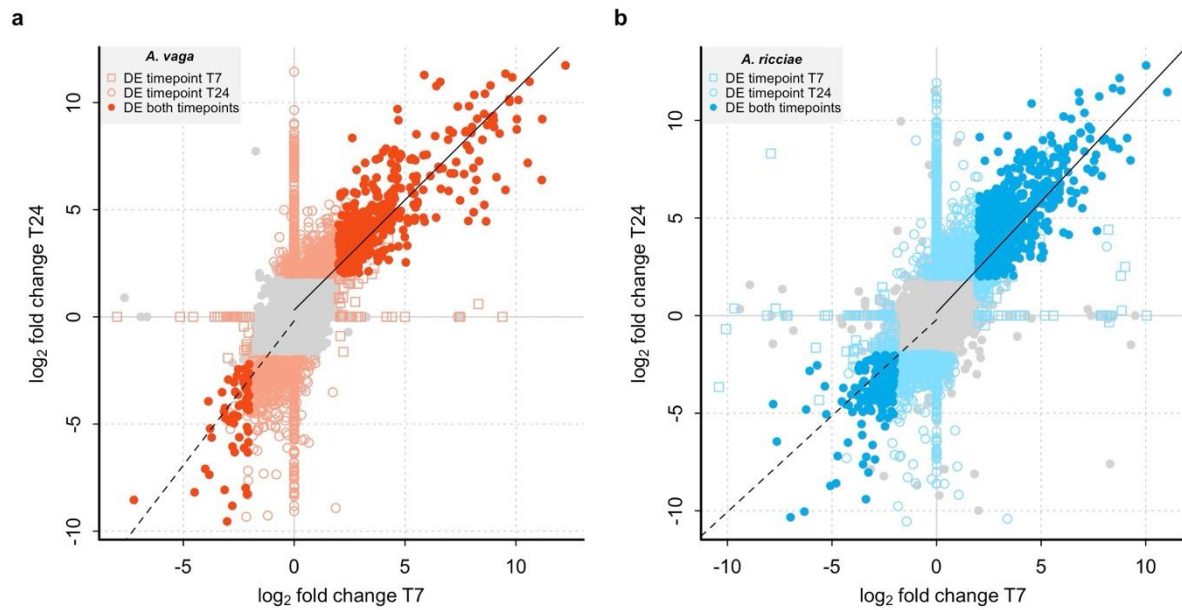 a
A. vaga
DE timepoint T7
DE timepoint T24
DE both timepoints
log2 fold change T24
10
5
0
-5
-10
-5
0
5
10
log2 fold change T7
b
A. ricciae
DE timepoint T7
DE timepoint T24
DE both timepoints
log2 fold change T24
10
5
0
-5
-10
-10
-5
0
5
10
log2 fold change T7